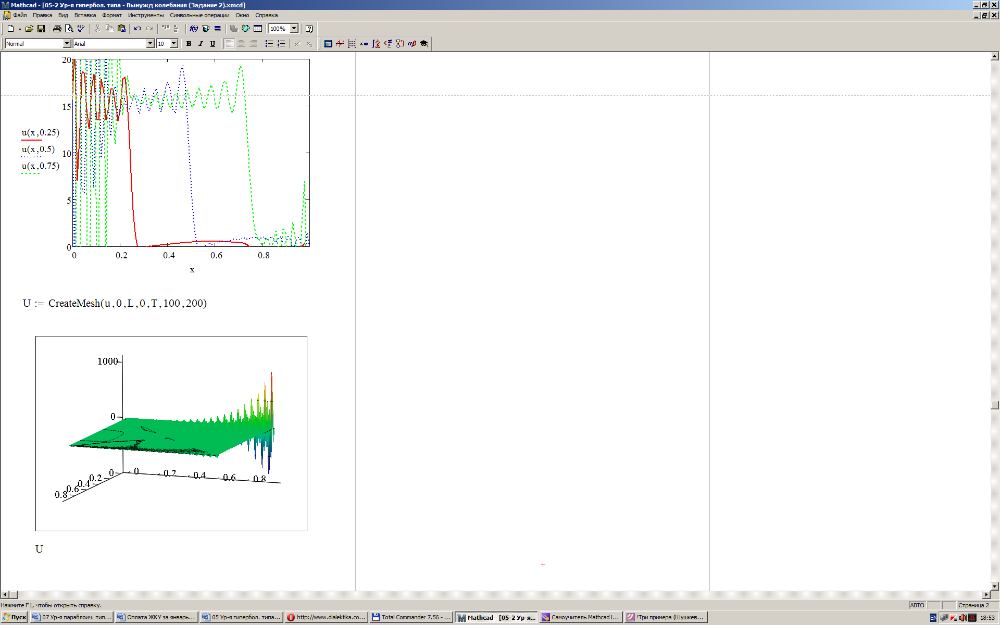 Mathcad - [05-2 Ур-я гипербол. типа - Вынужд колебания (Задание 2).xmcd]
Файл Правка Вид Вставка Формат Инструменты Символьные операции Окно Справка
100%
Normal Arial 10 B I U
20
15
10
5
0
u(x,0.25)
u(x,0.5)
u(x,0.75)
0 0.2 0.4 0.6 0.8
x
U := CreateMesh(u,0,L,0,T,100,200)
1000
0
0 0.2 0.4 0.6 0.8
0 0.2 0.4 0.6 0.8
U
Нажмите F1, чтобы открыть справку.
АВТО Страница 2
Пуск 07 Ур-я параблоич. тип... Оплата ЖКУ за январь... 05 Ур-я гипербол. типа... http://www.dialektika.co... Total Commander 7.56 - ... Mathcad - [05-2 Ур-я... Самоучитель Mathcad1... !Три примера (Шушкев... EN 18:53